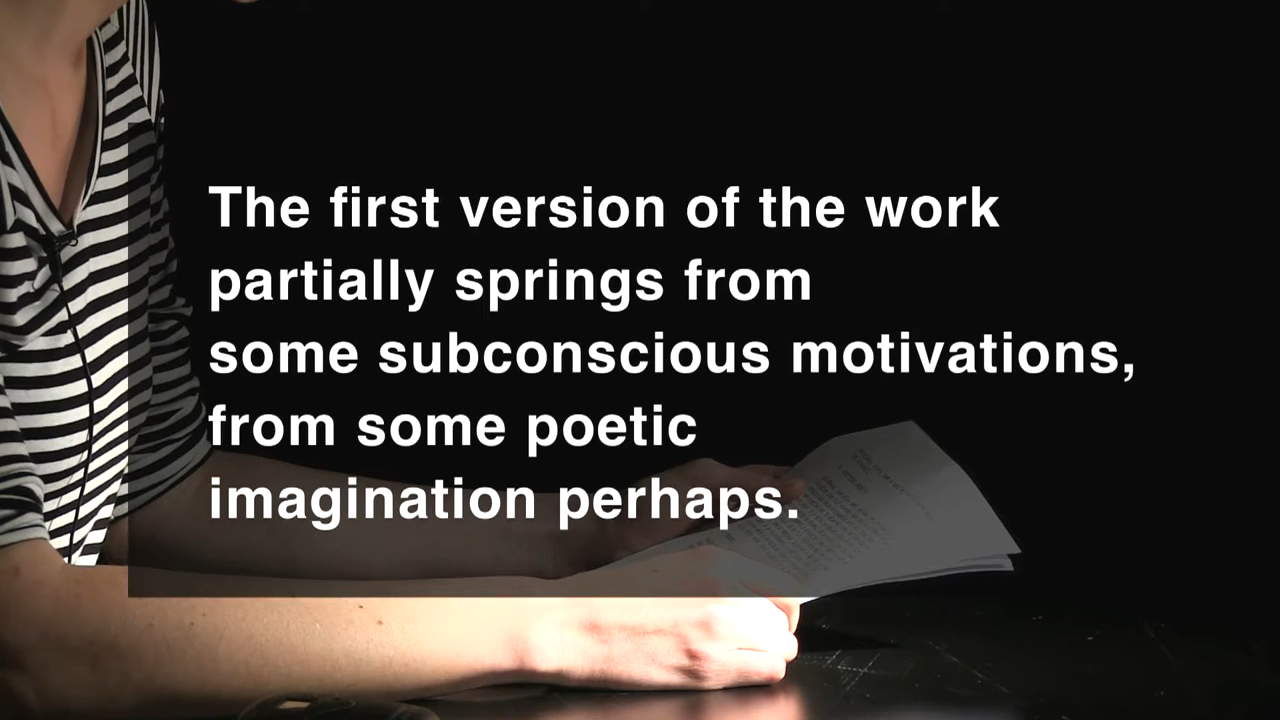 The first version of the work
partially springs from
some subconscious motivations,
from some poetic
imagination perhaps.